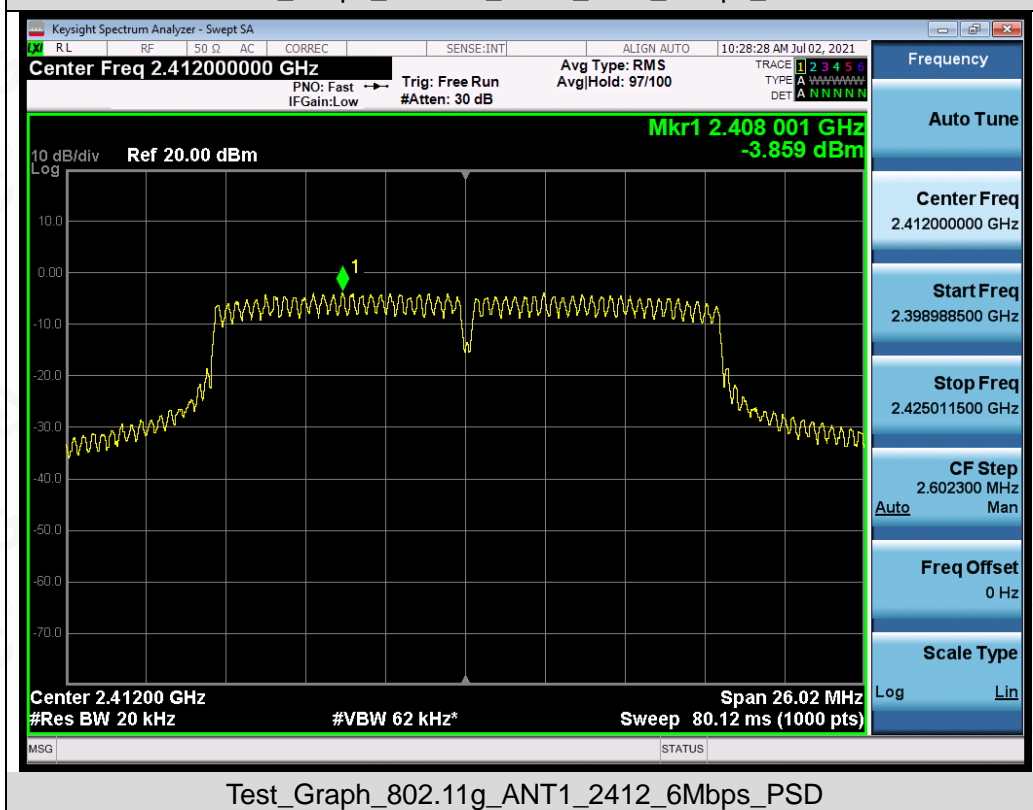 Keysight Spectrum Analyzer - Swept SA
LXI RL RF 50 Ω AC CORREC SENSE:INT ALIGN AUTO 10:28:28 AM Jul 02, 2021
Center Freq 2.412000000 GHz
PNO: Fast
IFGain:Low
Trig: Free Run
#Atten: 30 dB
Avg Type: RMS
Avg|Hold: 97/100
TRACE 1 2 3 4 5 6
TYPE A WWWWW
DET A N N N N N
Mkr1 2.408 001 GHz
-3.859 dBm
10 dB/div Ref 20.00 dBm
Log
10.0
0.00
-10.0
-20.0
-30.0
-40.0
-50.0
-60.0
-70.0
1
Center 2.41200 GHz Span 26.02 MHz
#Res BW 20 kHz #VBW 62 kHz* Sweep 80.12 ms (1000 pts)
MSG STATUS
Frequency
Auto Tune
Center Freq
2.412000000 GHz
Start Freq
2.398988500 GHz
Stop Freq
2.425011500 GHz
CF Step
2.602300 MHz
Auto Man
Freq Offset
0 Hz
Scale Type
Log Lin
Test_Graph_802.11g_ANT1_2412_6Mbps_PSD